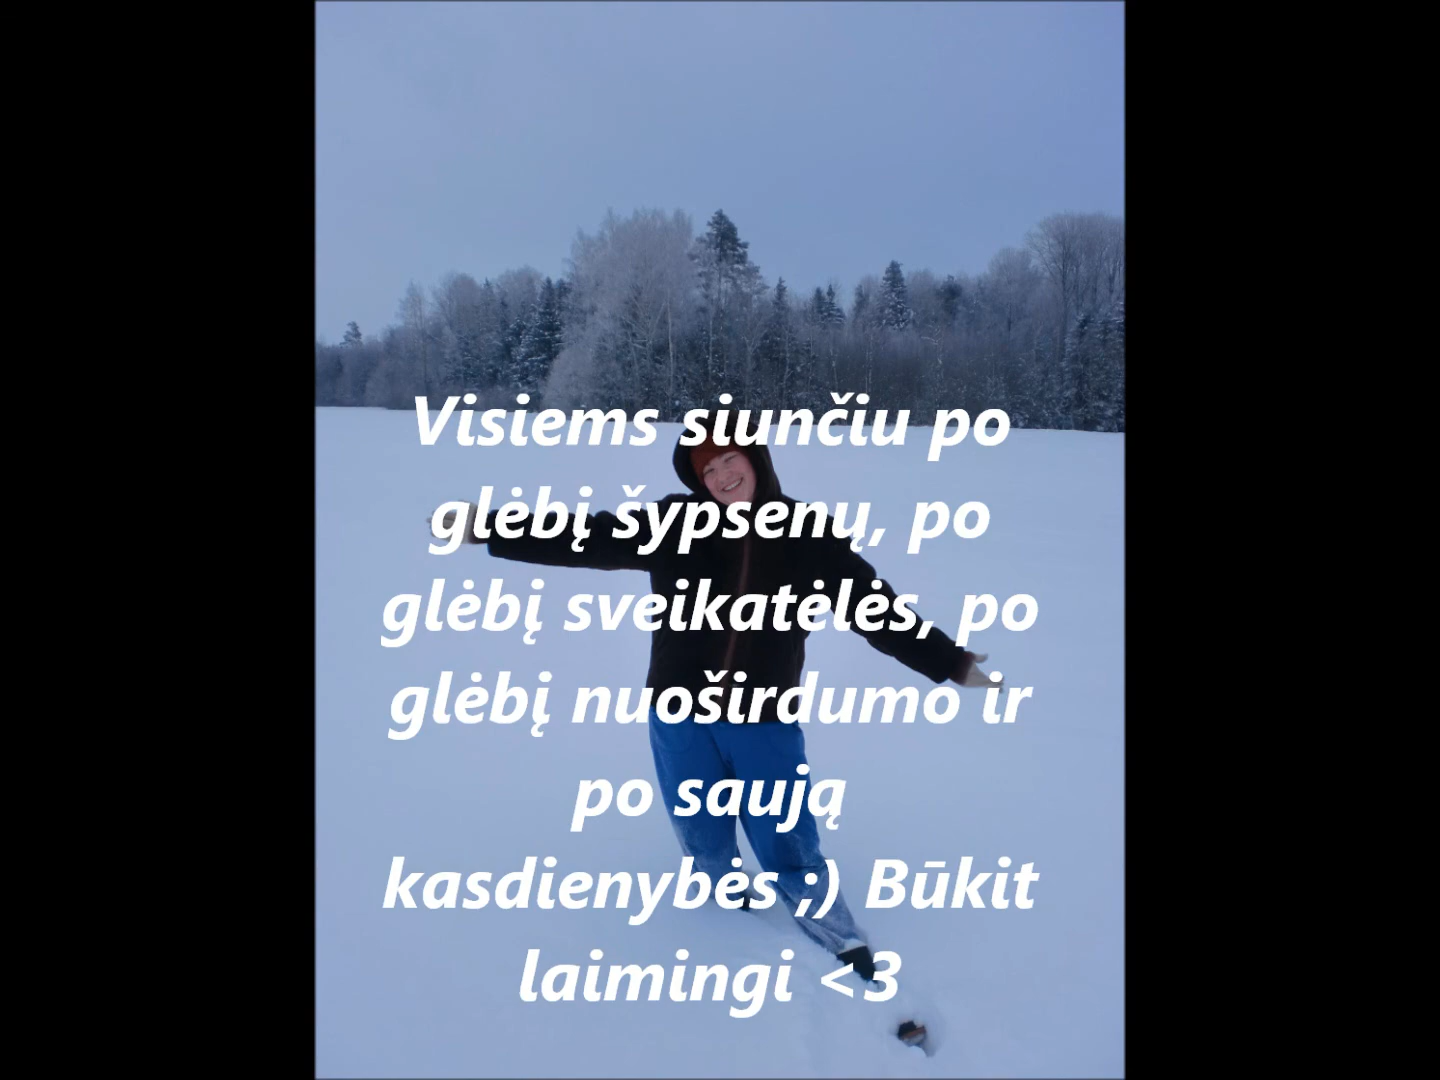 Visiems siunčiu po
glėbį šypsenų, po
glėbį sveikatėlės, po
glėbį nuoširdumo ir
po saują
kasdienybės ;) Būkit
laimingi <3